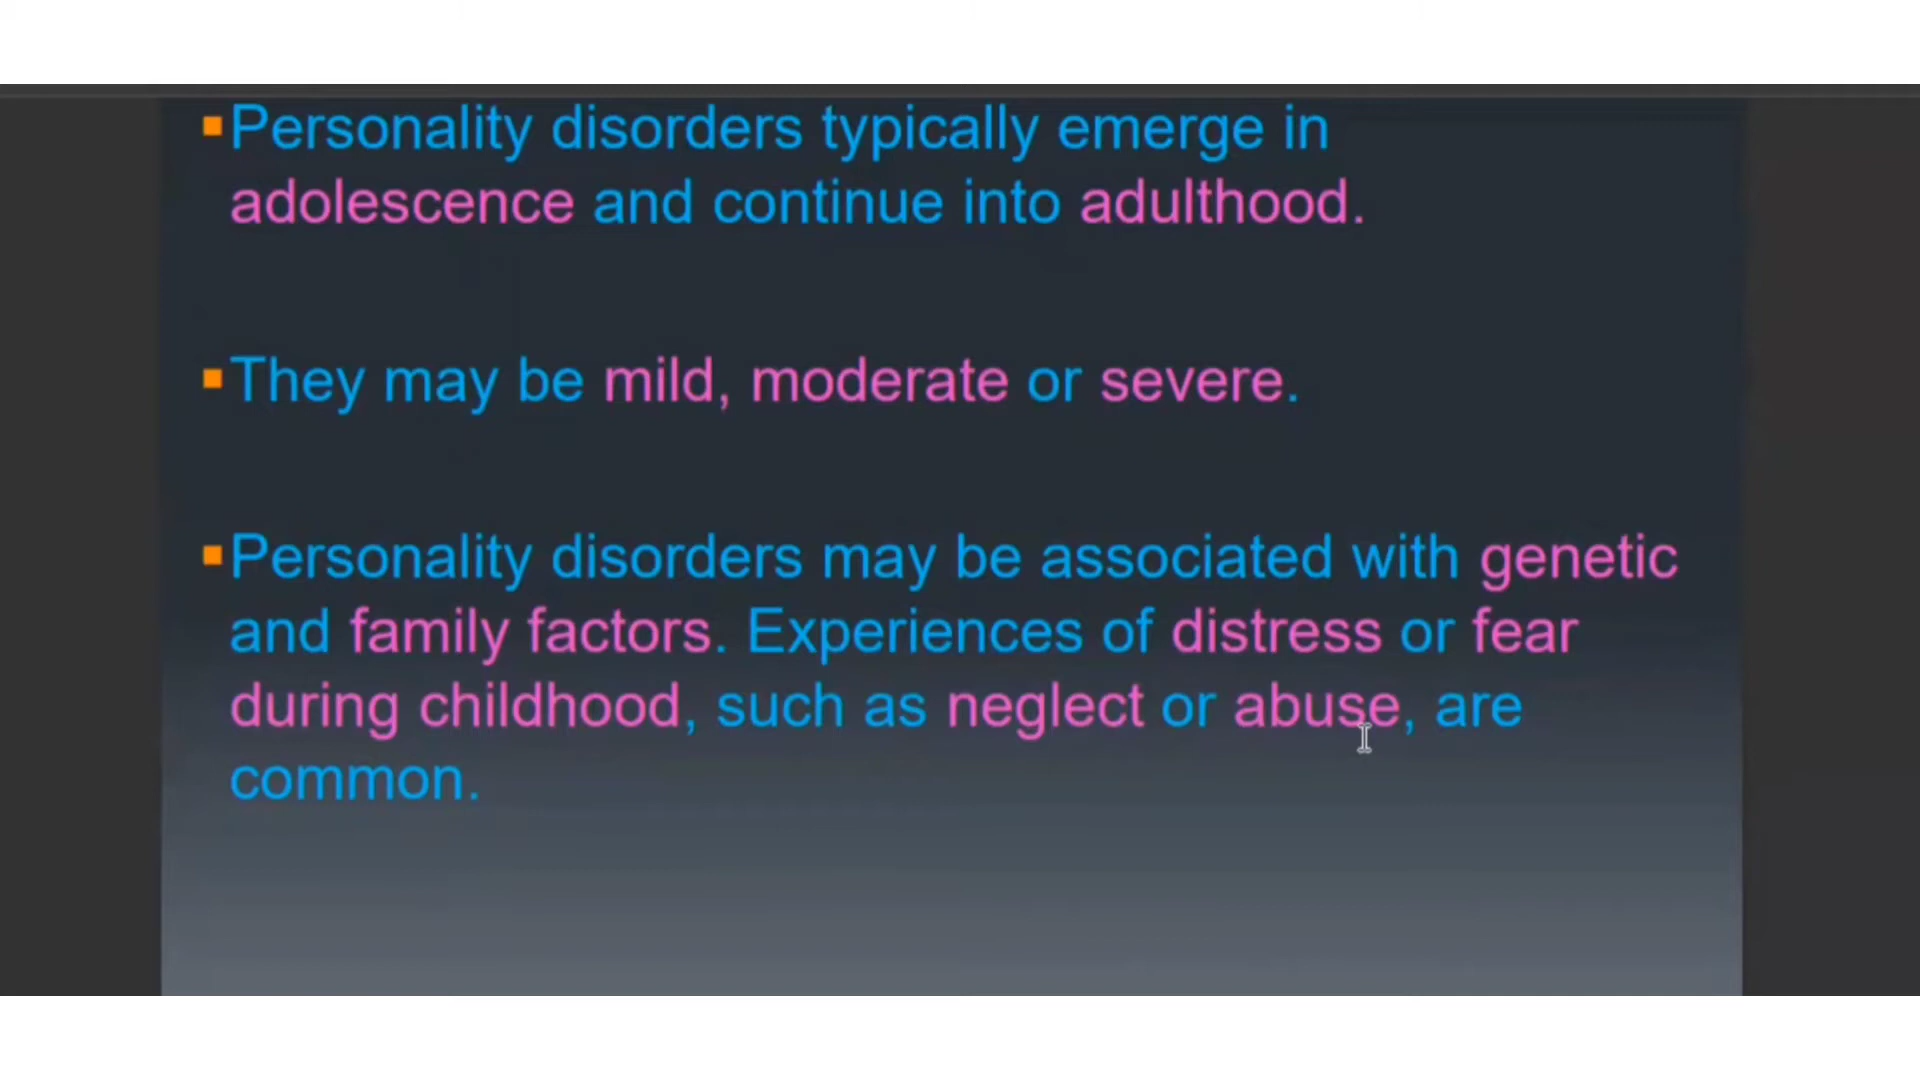 ▪Personality disorders typically emerge in
adolescence and continue into adulthood.
▪They may be mild, moderate or severe.
▪Personality disorders may be associated with genetic
and family factors. Experiences of distress or fear
during childhood, such as neglect or abuse, are
common.